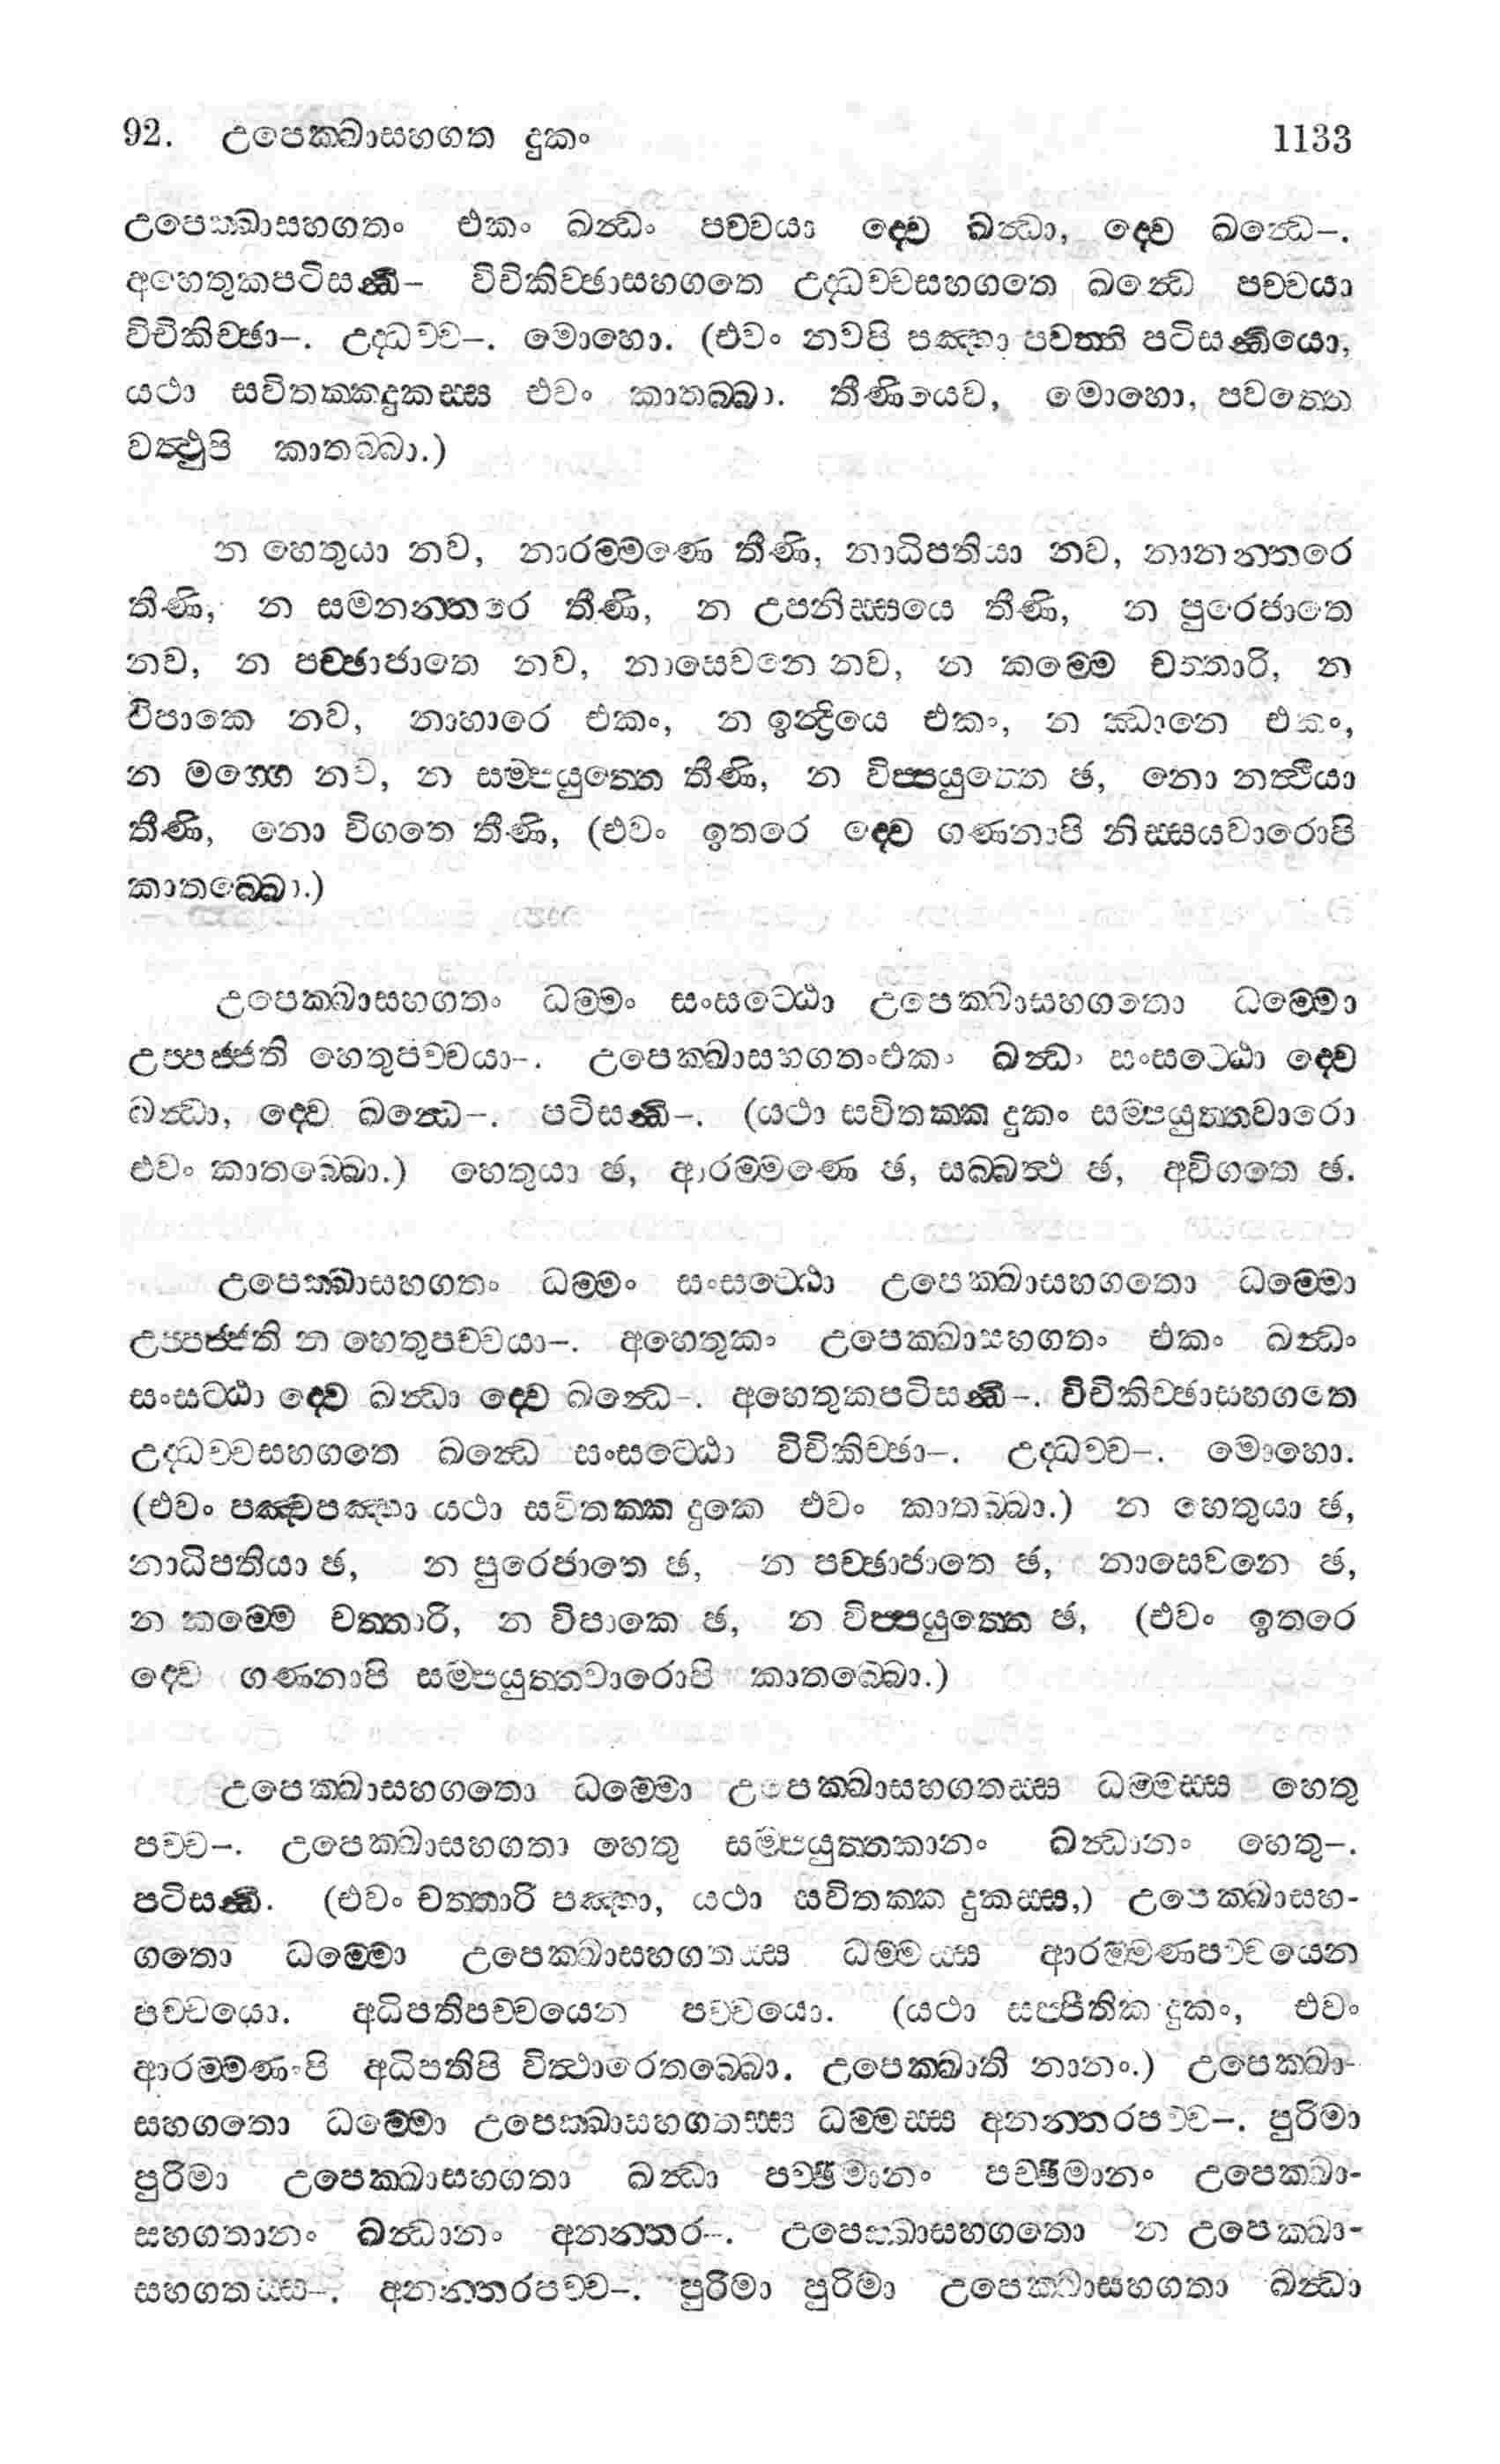 92. උපෙක්ඛාසහගත දුකං 1133
උපෙක්ඛාසහගතං එකං ඛන්ධං පච්චයා ද්වෙ ඛන්ධා, ද්වෙ ඛන්ධෙ–.
අහෙතුකපටිසන්ධි– විචිකිච්ඡාසහගතෙ උද්ධච්චසහගතෙ ඛන්ධෙ පච්චයා
විචිකිච්ඡා–. උද්ධච්ච–. මොහො. (එවං නවපි පඤ්හා පවත්ති පටිසන්ධියො,
යථා සවිතක්කදුකස්ස එවං කාතබ්බා. තීණියෙව, මොහො, පවත්තෙ
වත්ථුපි කාතබ්බා.)
න හෙතුයා නව, නාරම්මණෙ තීණි, නාධිපතියා නව, නානන්තරෙ
තීණි, න සමනන්තරෙ තීණි, න උපනිස්සයෙ තීණි, න පුරෙජාතෙ
නව, න පච්ඡාජාතෙ නව, නාසෙවනෙ නව, න කම්මෙ චත්තාරි, න
විපාකෙ නව, නාහාරෙ එකං, න ඉන්ද්‍රියෙ එකං, න ඣානෙ එකං,
න මග්ගෙ නව, න සම්පයුත්තෙ තීණි, න විප්පයුත්තෙ ඡ, නො නත්ථියා
තීණි, නො විගතෙ තීණි, (එවං ඉතරෙ ද්වෙ ගණනාපි නිස්සයවාරොපි
කාතබ්බො.)
උපෙක්ඛාසහගතං ධම්මං සංසට්ඨො උපෙක්ඛාසහගතො ධම්මො
උප්පජ්ජති හෙතුපච්චයා–. උපෙක්ඛාසහගතංඑකං ඛන්ධං සංසට්ඨො ද්වෙ
ඛන්ධා, ද්වෙ ඛන්ධෙ–. පටිසන්ධි–. (යථා සවිතක්ක දුකං සම්පයුත්තවාරො
එවං කාතබ්බො.) හෙතුයා ඡ, ආරම්මණෙ ඡ, සබ්බත්ථ ඡ, අවිගතෙ ඡ.
උපෙක්ඛාසහගතං ධම්මං සංසට්ඨො උපෙක්ඛාසහගතො ධම්මො
උප්පජ්ජති න හෙතුපච්චයා–. අහෙතුකං උපෙක්ඛාසහගතං එකං ඛන්ධං
සංසට්ඨා ද්වෙ ඛන්ධා ද්වෙ ඛන්ධෙ–. අහෙතුකපටිසන්ධි–. විචිකිච්ඡාසහගතෙ
උද්ධච්චසහගතෙ ඛන්ධෙ සංසට්ඨො විචිකිච්ඡා–. උද්ධච්ච–. මොහො.
(එවං පඤ්චපඤ්හා යථා සවිතක්ක දුකෙ එවං කාතබ්බා.) න හෙතුයා ඡ,
නාධිපතියා ඡ, න පුරෙජාතෙ ඡ, න පච්ඡාජාතෙ ඡ, නාසෙවනෙ ඡ,
න කම්මෙ චත්තාරි, න විපාකෙ ඡ, න විප්පයුත්තෙ ඡ, (එවං ඉතරෙ
ද්වෙ ගණනාපි සම්පයුත්තවාරොපි කාතබ්බො.)
උපෙක්ඛාසහගතො ධම්මො උපෙක්ඛාසහගතස්ස ධම්මස්ස හෙතු
පච්ච–. උපෙක්ඛාසහගතා හෙතු සම්පයුත්තකානං ඛන්ධානං හෙතු–.
පටිසන්ධි. (එවං චත්තාරි පඤ්හා, යථා සවිතක්ක දුකස්ස,) උපෙක්ඛාසහ-
ගතො ධම්මො උපෙක්ඛාසහගතස්ස ධම්මස්ස ආරම්මණපච්චයෙන
පච්චයො. අධිපතිපච්චයෙන පච්චයො. (යථා සප්පීතික දුකං, එවං
ආරම්මණංපි අධිපතිපි විත්ථාරෙතබ්බො. උපෙක්ඛාති නානං.) උපෙක්ඛා-
සහගතො ධම්මො උපෙක්ඛාසහගතස්ස ධම්මස්ස අනන්තරපච්ච–. පුරිමා
පුරිමා උපෙක්ඛාසහගතා ඛන්ධා පච්ඡිමානං පච්ඡිමානං උපෙක්ඛා-
සහගතානං ඛන්ධානං අනන්තර–. උපෙක්ඛාසහගතො න උපෙක්ඛා-
සහගතස්ස–. අනන්තරපච්ච–. පුරිමා පුරිමා උපෙක්ඛාසහගතා ඛන්ධා